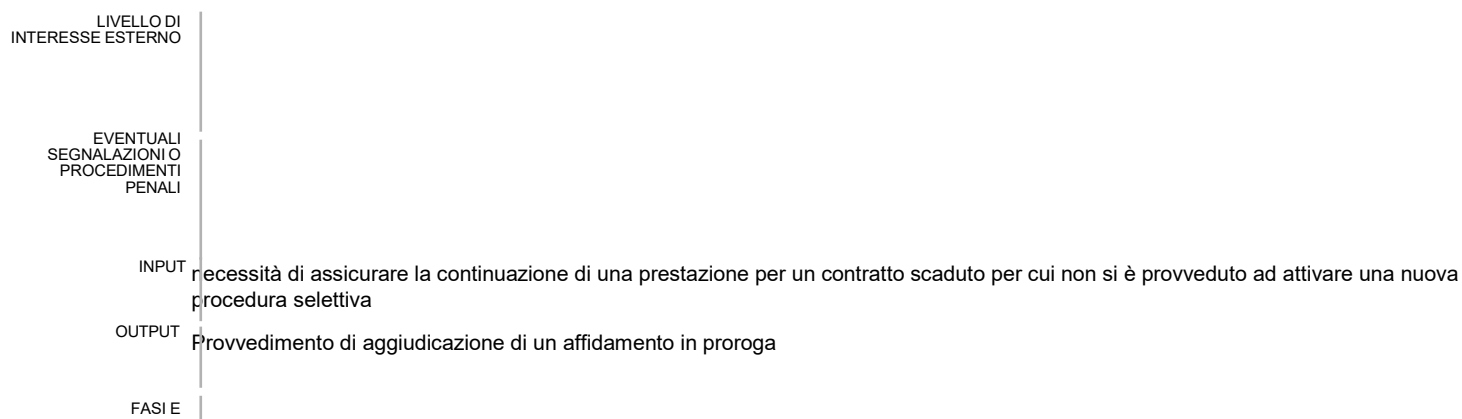 LIVELLO DI
INTERESSE ESTERNO
EVENTUALI
SEGNALAZIONI O
PROCEDIMENTI
PENALI
INPUT necessità di assicurare la continuazione di una prestazione per un contratto scaduto per cui non si è provveduto ad attivare una nuova
procedura selettiva
OUTPUT Provvedimento di aggiudicazione di un affidamento in proroga
FASI E